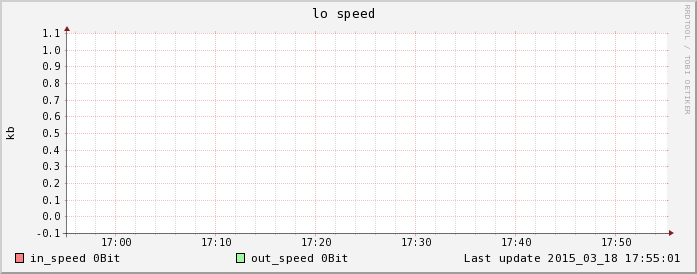 lo speed
RRDTOOL / TOBI OETIKER
kb
1.1
1.0
0.9
0.8
0.7
0.6
0.5
0.4
0.3
0.2
0.1
0.0
-0.1
17:00 17:10 17:20 17:30 17:40 17:50
in_speed 0Bit out_speed 0Bit Last update 2015_03_18 17:55:01